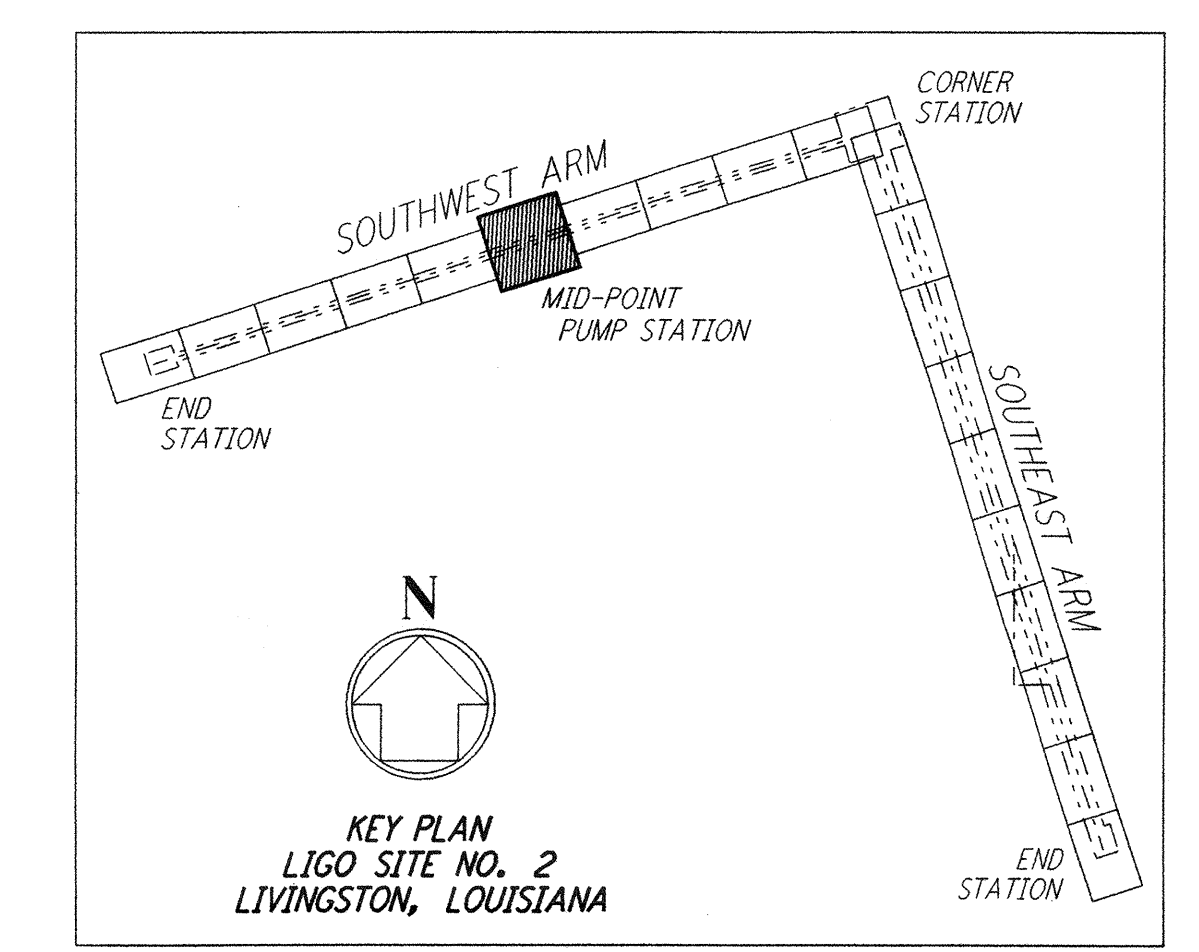 CORNER
STATION
SOUTHWEST ARM
MID-POINT
PUMP STATION
END
STATION
SOUTHEAST ARM
N
KEY PLAN
LIGO SITE NO. 2
LIVINGSTON, LOUISIANA
END
STATION